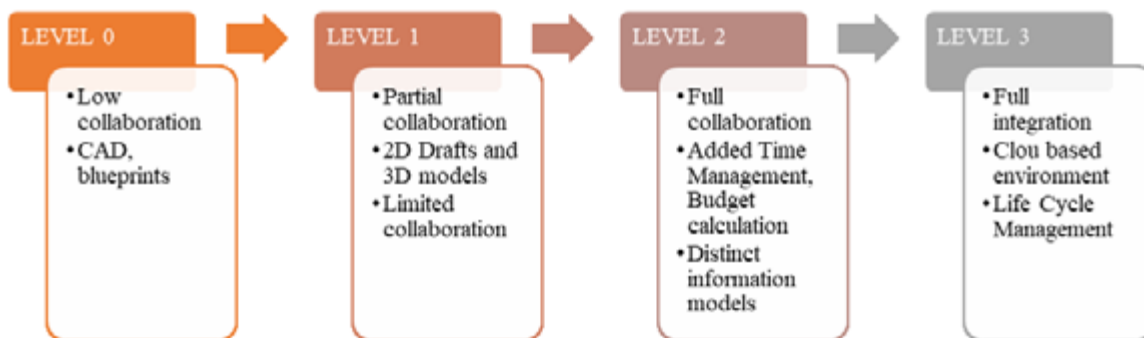 LEVEL 0
•Low
collaboration
•CAD,
blueprints
LEVEL 1
•Partial
collaboration
•2D Drafts and
3D models
•Limited
collaboration
LEVEL 2
•Full
collaboration
•Added Time
Management,
Budget
calculation
•Distinct
information
models
LEVEL 3
•Full
integration
•Clou based
environment
•Life Cycle
Management